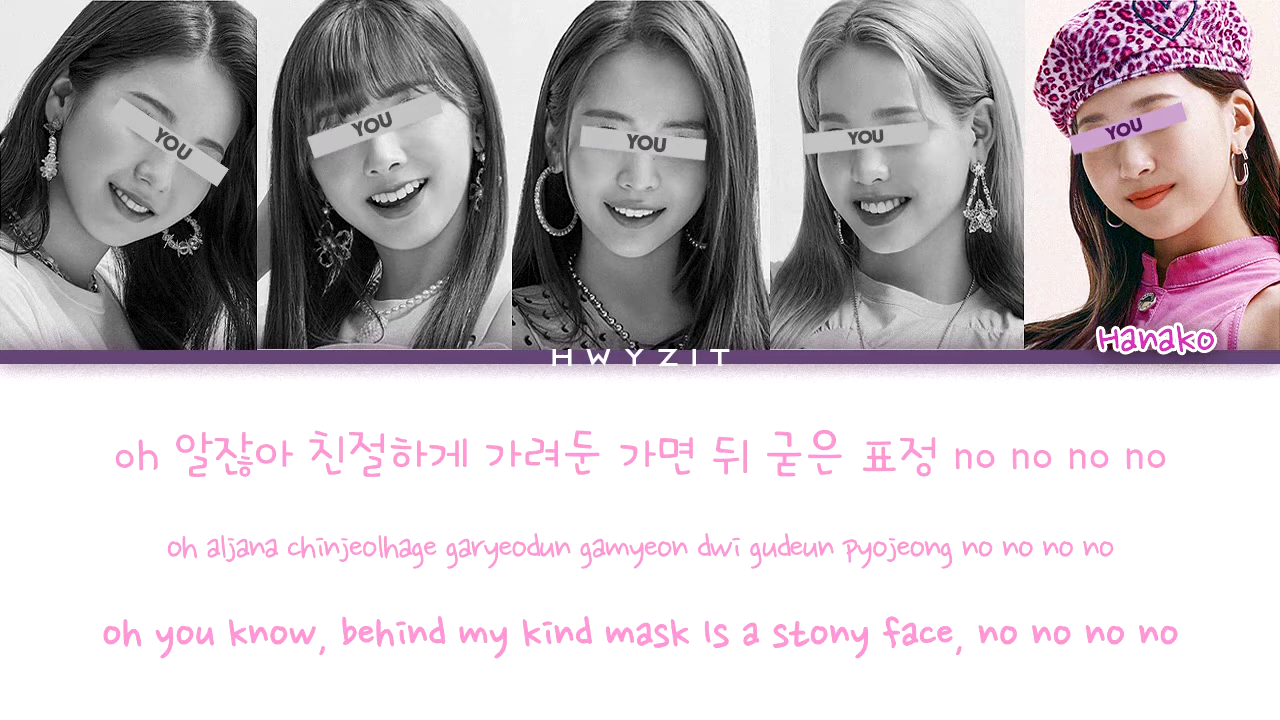 YOU
YOU
YOU
YOU
YOU
Hanako
HWYZIT
oh 알잖아 친절하게 가려둔 가면 뒤 굳은 표정 no no no no
oh aljana chinjeolhage garyeodun gamyeon dwi gudeun pyojeong no no no no
oh you know, behind my kind mask Is a stony face, no no no no